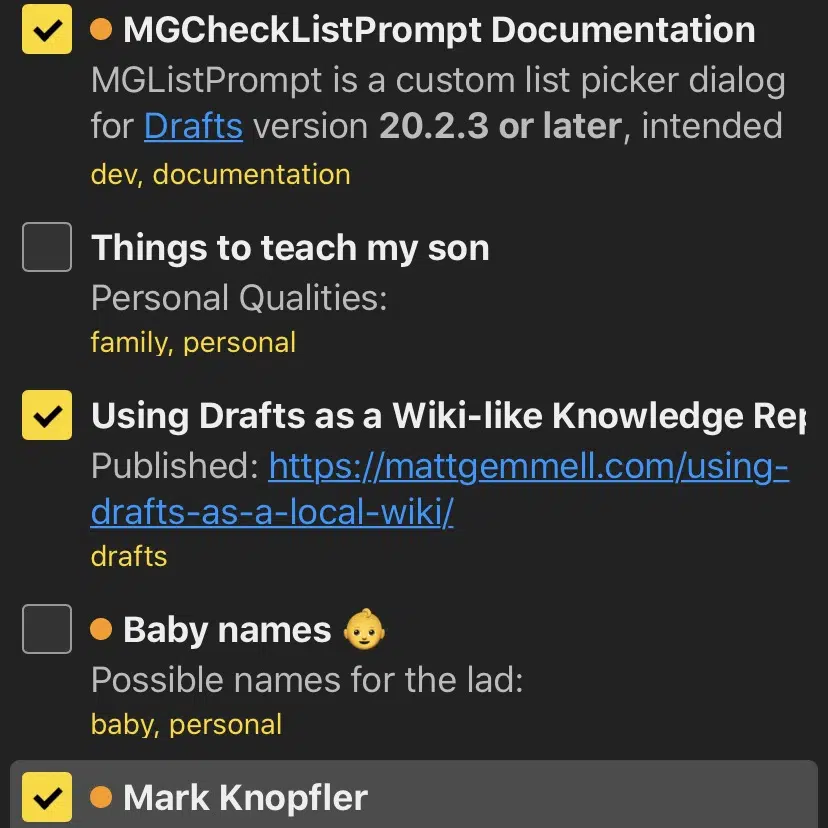 MGCheckListPrompt Documentation
MGListPrompt is a custom list picker dialog
for Drafts version 20.2.3 or later, intended
dev, documentation
Things to teach my son
Personal Qualities:
family, personal
Using Drafts as a Wiki-like Knowledge
Published: https://mattgemmell.com/using-
drafts-as-a-local-wiki/
drafts
Baby names 👶
Possible names for the lad:
baby, personal
Mark Knopfler